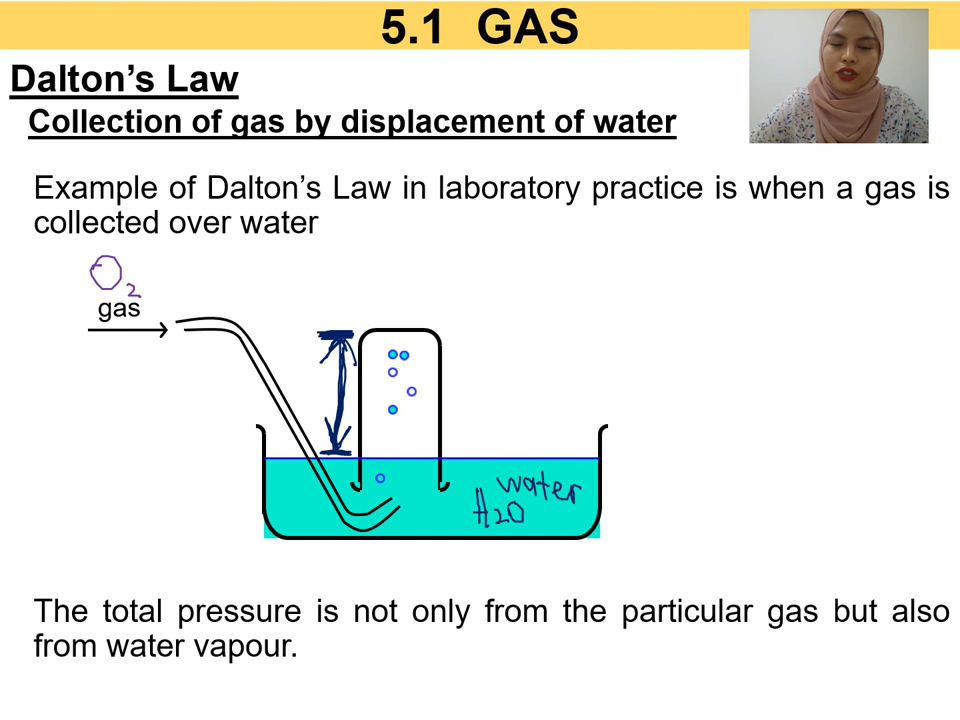 5.1 GAS
Dalton’s Law
Collection of gas by displacement of water
Example of Dalton’s Law in laboratory practice is when a gas is
collected over water
O2
gas
water
H2O
The total pressure is not only from the particular gas but also
from water vapour.